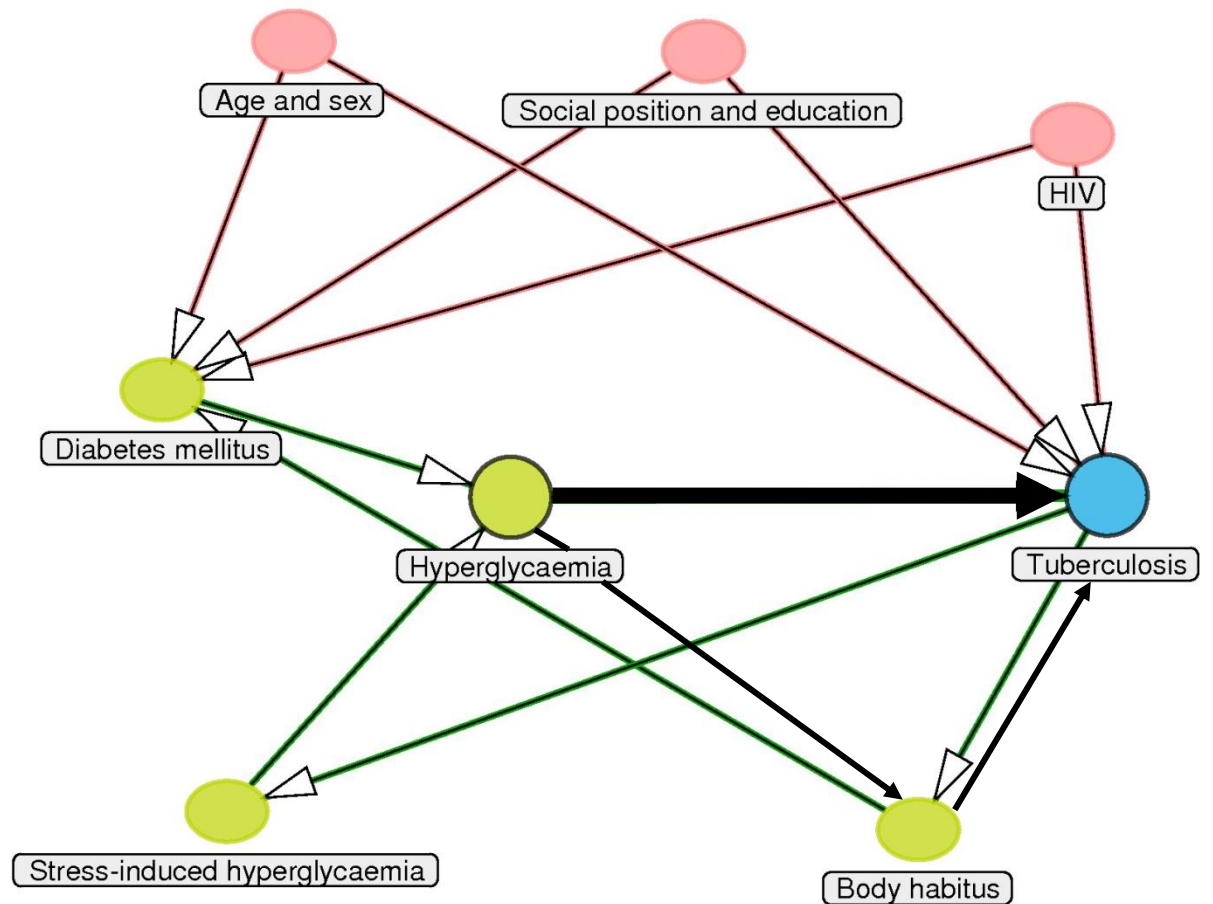 Age and sex
Social position and education
HIV
Diabetes mellitus
Hyperglycaemia
Tuberculosis
Stress-induced hyperglycaemia
Body habitus